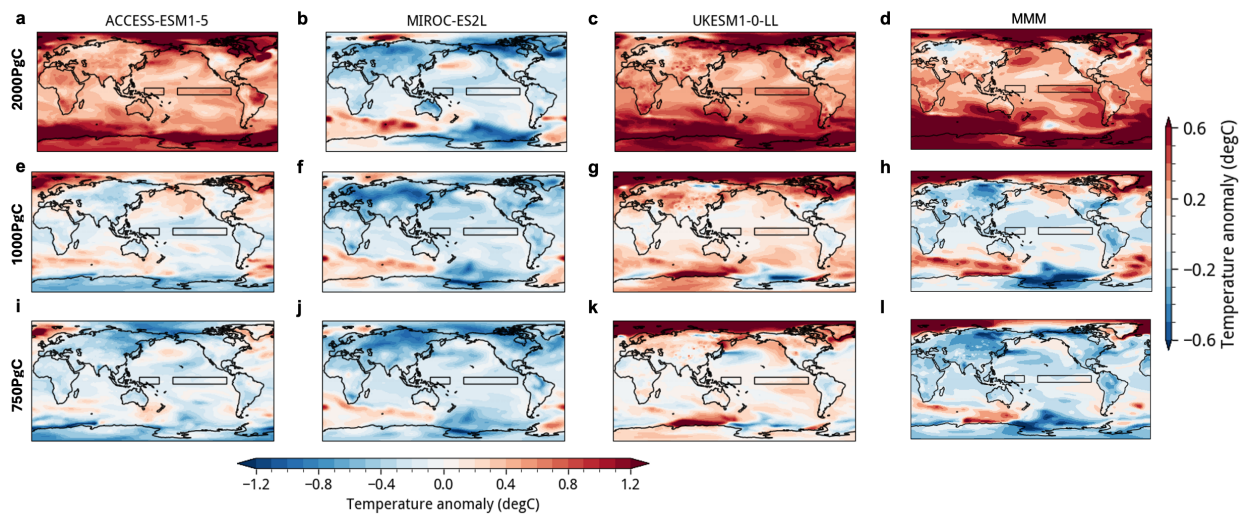 a ACCESS-ESM1-5 b MIROC-ES2L c UKESM1-0-LL d MMM
2000PgC
e f g h
1000PgC
i j k l
750PgC
0.6
0.2
−0.2
−0.6
Temperature anomaly (degC)
−1.2 −0.8 −0.4 0.0 0.4 0.8 1.2
Temperature anomaly (degC)